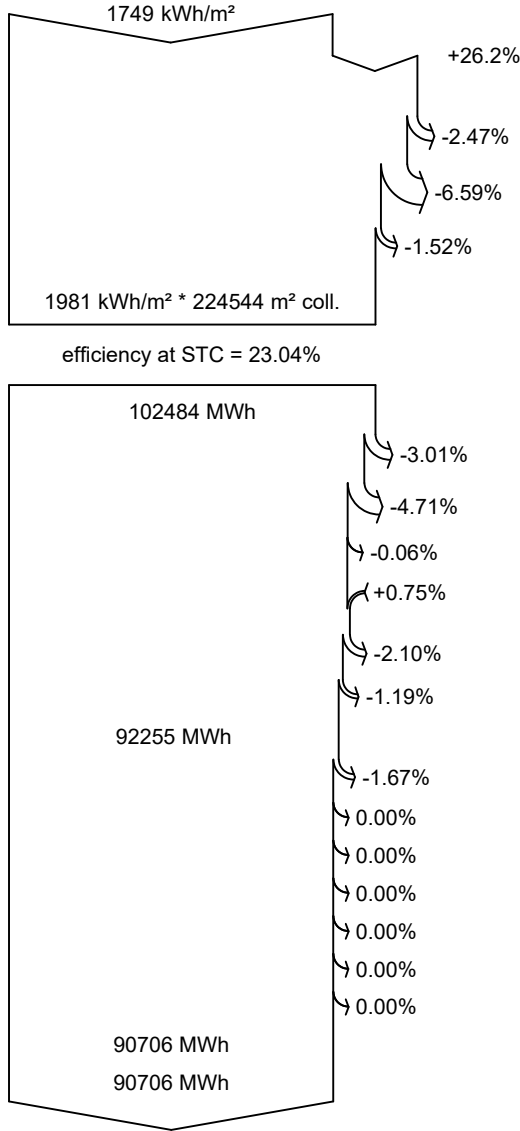 1749 kWh/m²
+26.2%
-2.47%
-6.59%
-1.52%
1981 kWh/m² * 224544 m² coll.
efficiency at STC = 23.04%
102484 MWh
-3.01%
-4.71%
-0.06%
+0.75%
-2.10%
-1.19%
92255 MWh
-1.67%
0.00%
0.00%
0.00%
0.00%
0.00%
0.00%
90706 MWh
90706 MWh